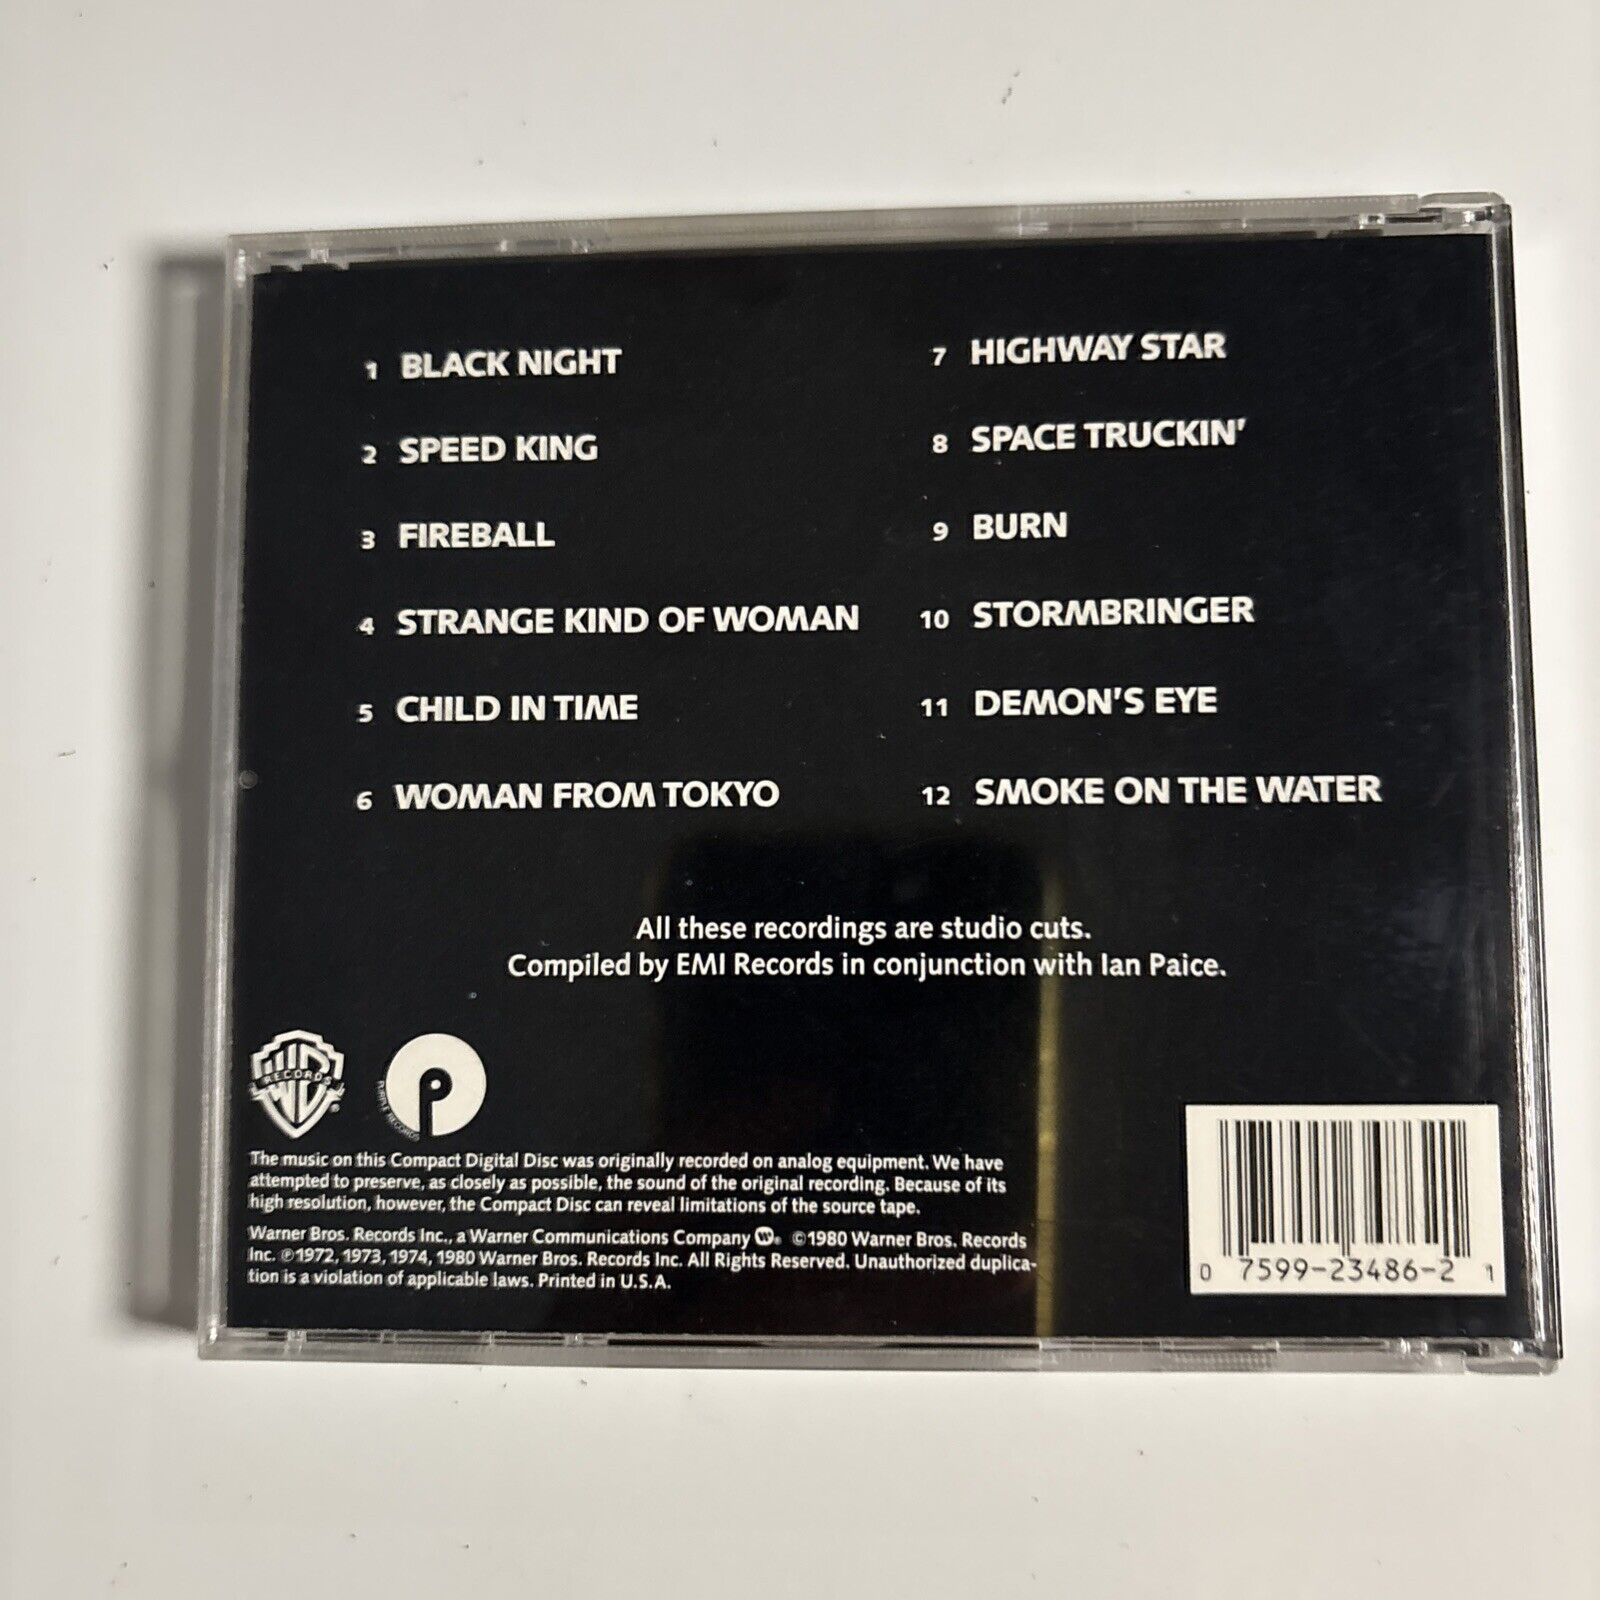 1 BLACK NIGHT
2 SPEED KING
3 FIREBALL
4 STRANGE KIND OF WOMAN
5 CHILD IN TIME
6 WOMAN FROM TOKYO
7 HIGHWAY STAR
8 SPACE TRUCKIN'
9 BURN
10 STORMBRINGER
11 DEMON'S EYE
12 SMOKE ON THE WATER
All these recordings are studio cuts.
Compiled by EMI Records in conjunction with Ian Paice.
RECORDS
PURPLE RECORDS
The music on this Compact Digital Disc was originally recorded on analog equipment. We have
attempted to preserve, as closely as possible, the sound of the original recording. Because of its
high resolution, however, the Compact Disc can reveal limitations of the source tape.
Warner Bros. Records Inc., a Warner Communications Company ©1980 Warner Bros. Records
Inc. ℗1972, 1973, 1974, 1980 Warner Bros. Records Inc. All Rights Reserved. Unauthorized duplica-
tion is a violation of applicable laws. Printed in U.S.A.
0 7599-23486-2 1